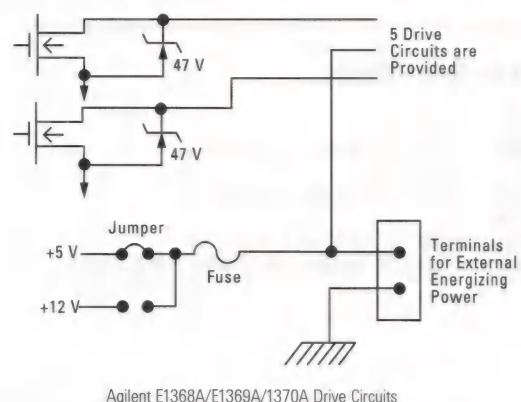 47 V
5 Drive
Circuits are
Provided
47 V
Jumper
+5 V
Fuse
+12 V
Terminals
for External
Energizing
Power
Agilent E1368A/E1369A/1370A Drive Circuits